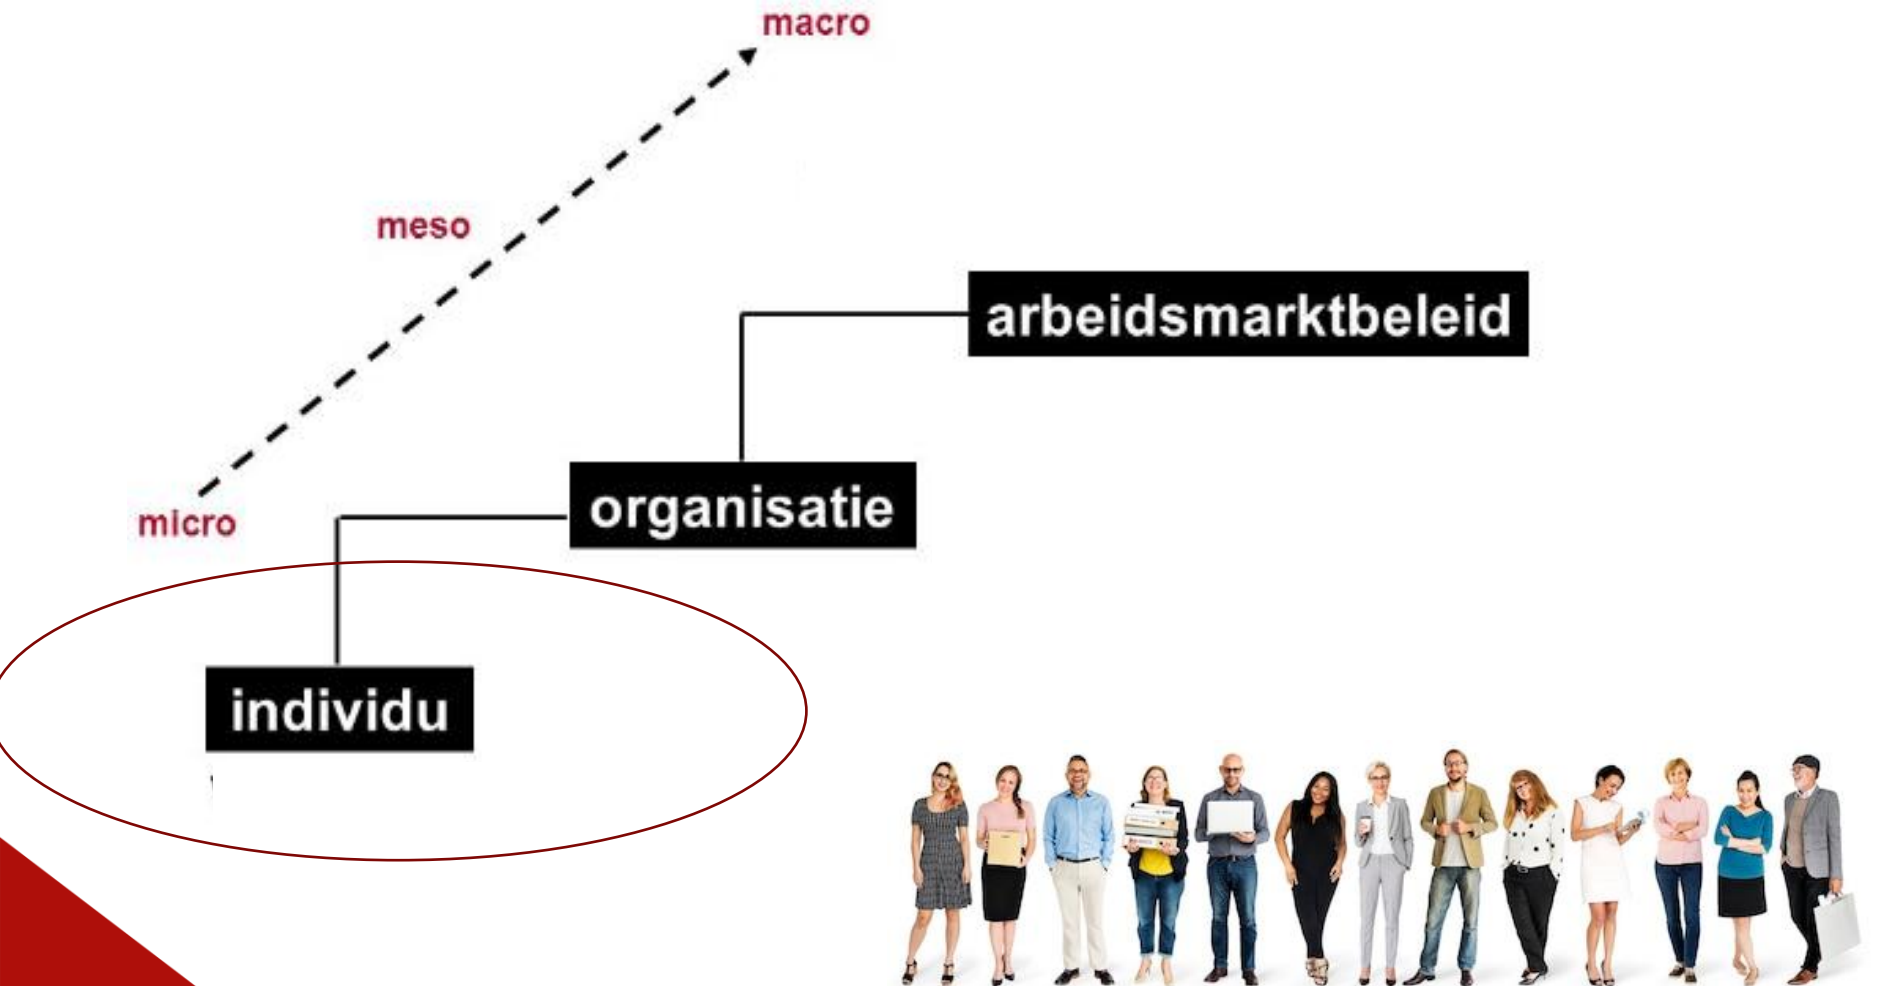 macro
meso
arbeidsmarktbeleid
organisatie
micro
individu